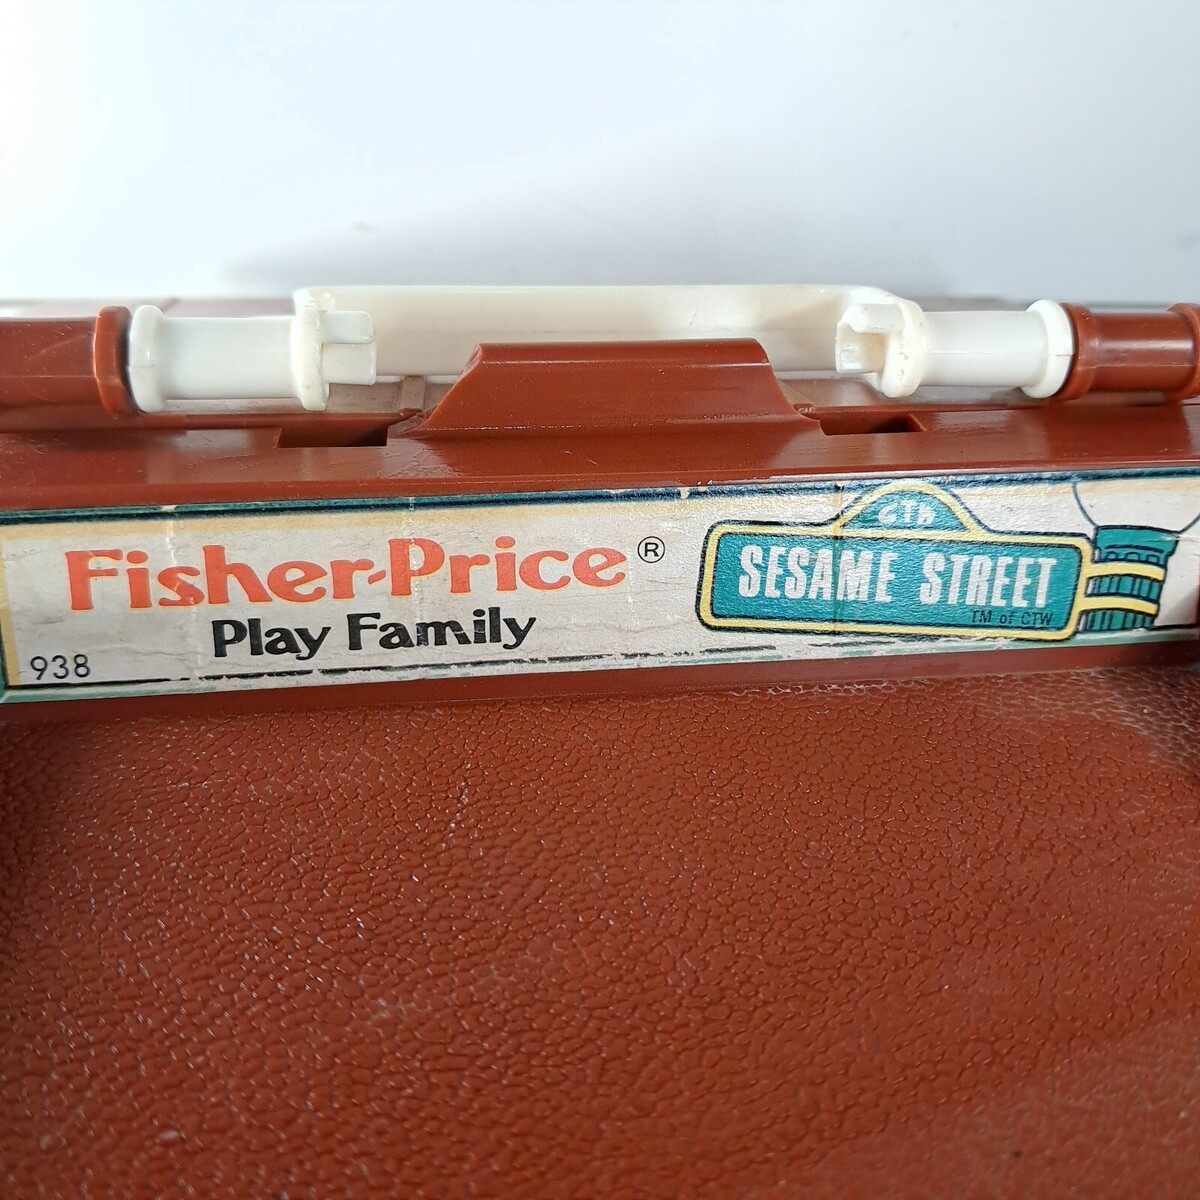 Fisher-Price®
Play Family
938
CTW
SESAME STREET
TM of CTW